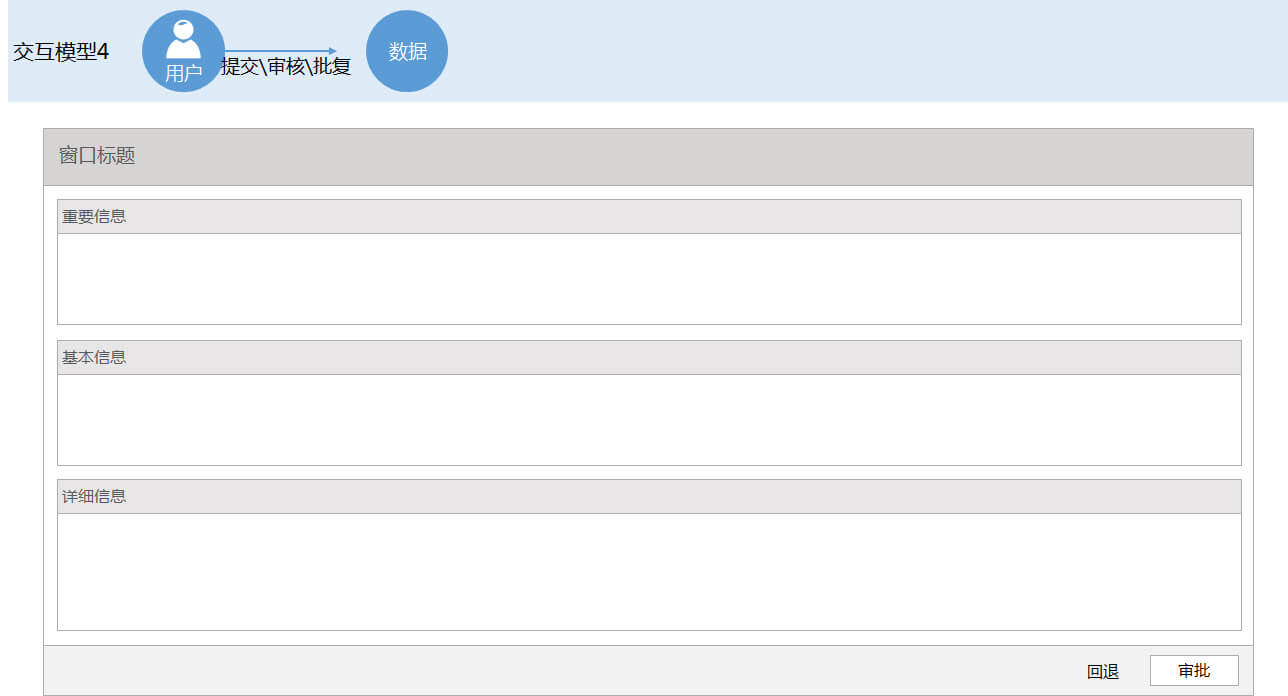 交互模型4
用户
提交\审核\批复
数据
窗口标题
重要信息
基本信息
详细信息
回退
审批